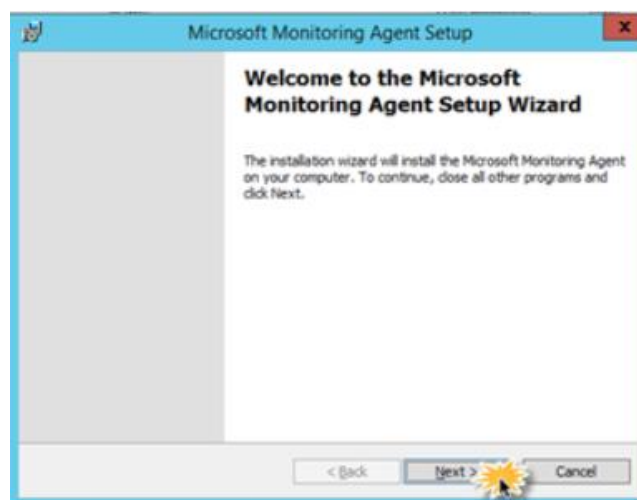 Microsoft Monitoring Agent Setup
x
Welcome to the Microsoft
Monitoring Agent Setup Wizard
The installation wizard will install the Microsoft Monitoring Agent
on your computer. To continue, close all other programs and
click Next.
< Back Next > Cancel